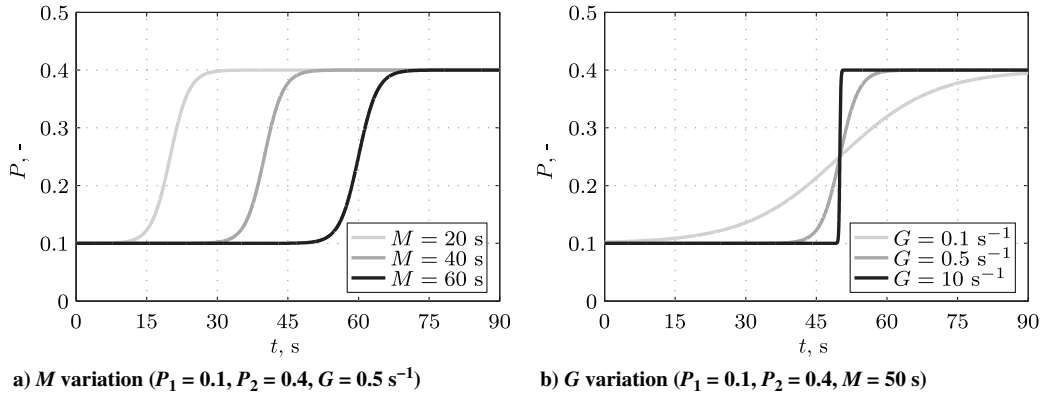 0.5
0.4
0.3
0.2
0.1
0
P, -
0 15 30 45 60 75 90
t, s
M = 20 s
M = 40 s
M = 60 s
a) M variation (P₁ = 0.1, P₂ = 0.4, G = 0.5 s⁻¹)
0.5
0.4
0.3
0.2
0.1
0
P, -
0 15 30 45 60 75 90
t, s
G = 0.1 s⁻¹
G = 0.5 s⁻¹
G = 10 s⁻¹
b) G variation (P₁ = 0.1, P₂ = 0.4, M = 50 s)